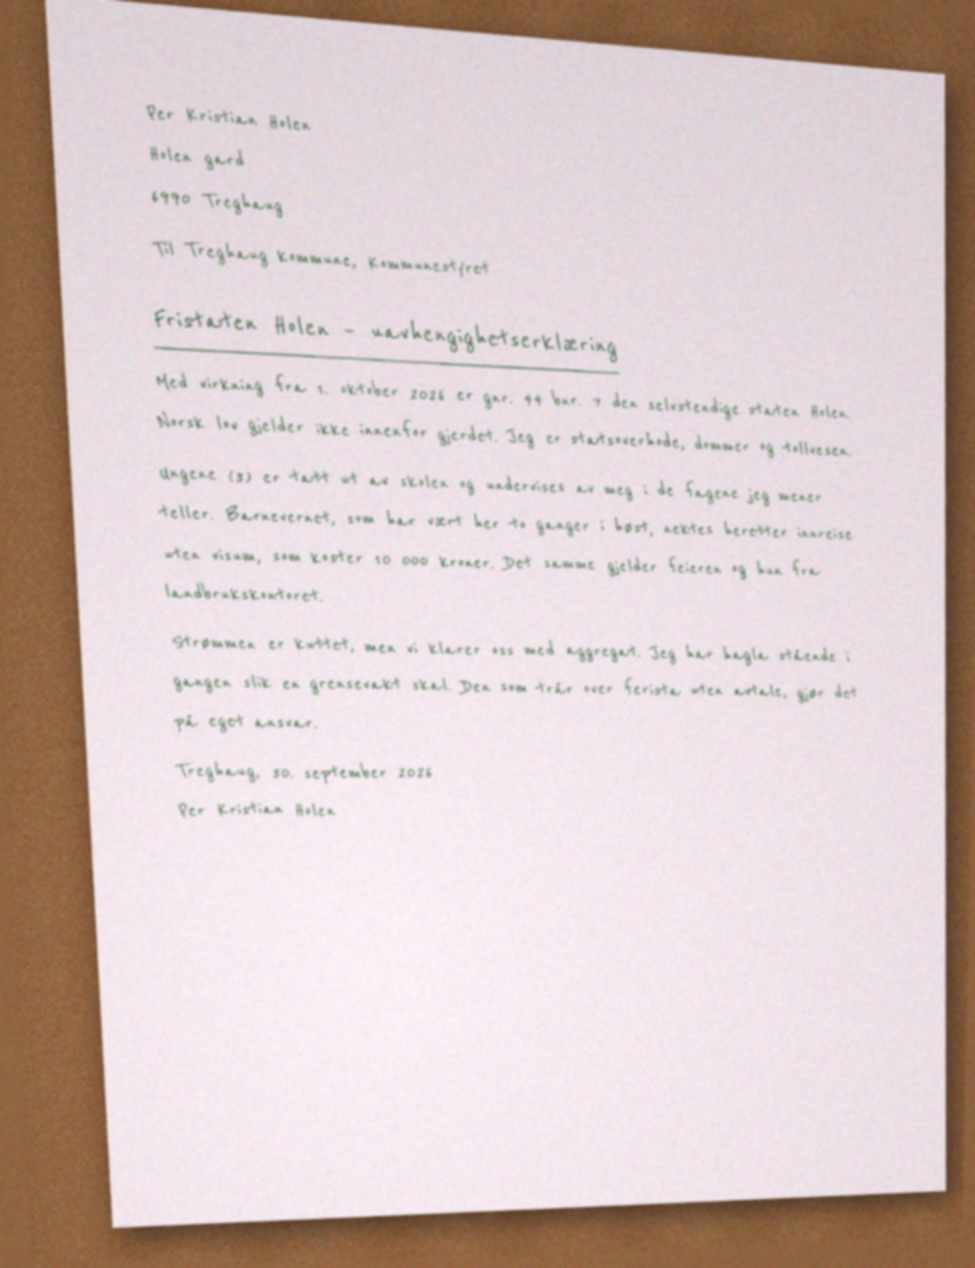 Per Kristian Holen
Holen gard
6990 Treghaug
Til Treghaug kommune, kommunestyret
Fristaten Holen - uavhengighetserklæring
Med virkning fra 1. oktober 2026 er gnr. 44 bnr. 7 den selvstendige staten Holen.
Norsk lov gjelder ikke innenfor gjerdet. Jeg er statsoverhode, dommer og tollvesen.
Ungene (3) er tatt ut av skolen og undervises av meg i de fagene jeg mener
teller. Barnevernet, som har vært her to ganger i høst, nektes heretter innreise
uten visum, som koster 10 000 kroner. Det samme gjelder feieren og hun fra
landbrukskontoret.
Strømmen er kuttet, men vi klarer oss med aggregat. Jeg har hagla stående i
gangen slik en grensevakt skal. Den som trår over ferista uten avtale, gjør det
på eget ansvar.
Treghaug, 30. september 2026
Per Kristian Holen